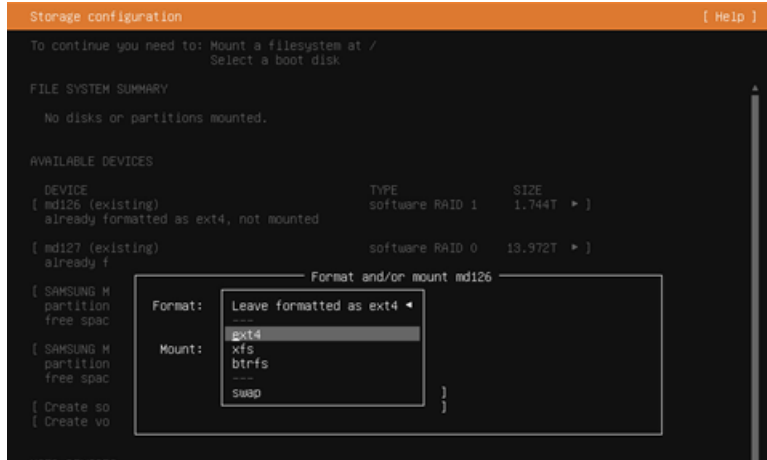 Storage configuration [ Help ]
To continue you need to: Mount a filesystem at /
Select a boot disk
FILE SYSTEM SUMMARY
No disks or partitions mounted.
AVAILABLE DEVICES
DEVICE TYPE SIZE
[ md126 (existing) software RAID 1 1.744T ► ]
already formatted as ext4, not mounted
[ md127 (existing) software RAID 0 13.972T ► ]
already f
Format and/or mount md126
[ SAMSUNG M
partition
free spac
Format: Leave formatted as ext4 ◄
---
ext4
[ SAMSUNG M
partition
free spac
Mount: xfs
btrfs
---
swap ]
]
[ Create so
[ Create vo